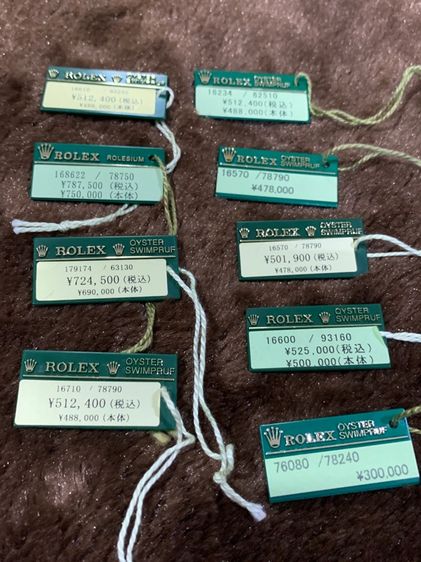 ROLEX
16610
¥512,400(税込)
¥488,000(本体)
ROLEX OYSTER
SWIMPRUF
16234 / 62510
¥512,400(税込)
¥488,000(本体)
ROLEX ROLESIUM
168622 / 78750
¥787,500(税込)
¥750,000(本体)
ROLEX OYSTER
SWIMPRUF
16570 / 78790
¥478,000
ROLEX OYSTER
SWIMPRUF
179174 / 63130
¥724,500(税込)
¥690,000(本体)
ROLEX OYSTER
SWIMPRUF
16570 / 78790
¥501,900(税込)
¥478,000(本体)
ROLEX OYSTER
SWIMPRUF
16710 / 78790
¥512,400(税込)
¥488,000(本体)
ROLEX OYSTER
SWIMPRUF
16600 / 93160
¥525,000(税込)
¥500,000(本体)
ROLEX OYSTER
SWIMPRUF
76080 /78240
¥300,000